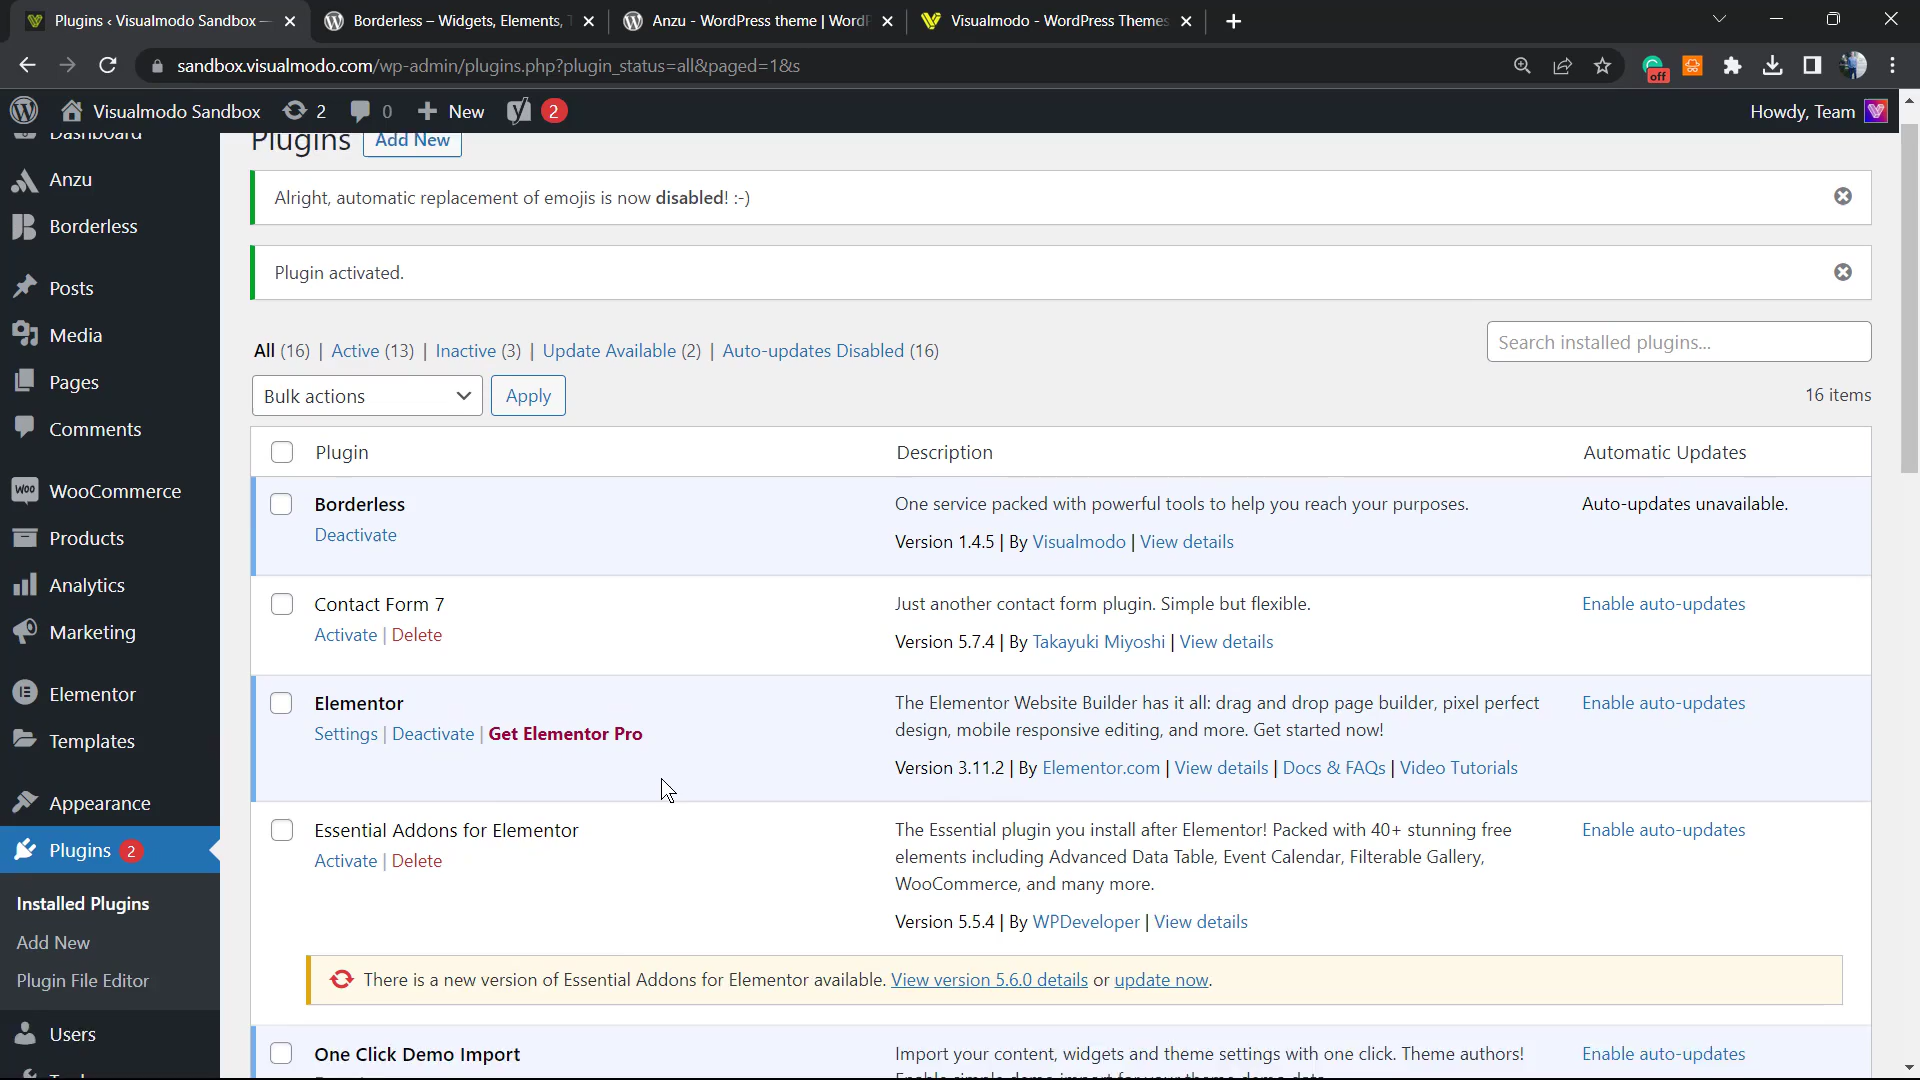 Plugins ‹ Visualmodo Sandbox —
Borderless – Widgets, Elements,
Anzu - WordPress theme | Word
Visualmodo - WordPress Themes
sandbox.visualmodo.com/wp-admin/plugins.php?plugin_status=all&paged=1&s
off
Visualmodo Sandbox 2 0 New 2
Howdy, Team
Dashboard
Anzu
Borderless
Posts
Media
Pages
Comments
WooCommerce
Products
Analytics
Marketing
Elementor
Templates
Appearance
Plugins 2
Installed Plugins
Add New
Plugin File Editor
Users
Plugins Add New
Alright, automatic replacement of emojis is now disabled! :-)
Plugin activated.
All (16) | Active (13) | Inactive (3) | Update Available (2) | Auto-updates Disabled (16)
Search installed plugins...
Bulk actions Apply
16 items
Plugin Description Automatic Updates
Borderless
Deactivate
One service packed with powerful tools to help you reach your purposes.
Version 1.4.5 | By Visualmodo | View details
Auto-updates unavailable.
Contact Form 7
Activate | Delete
Just another contact form plugin. Simple but flexible.
Version 5.7.4 | By Takayuki Miyoshi | View details
Enable auto-updates
Elementor
Settings | Deactivate | Get Elementor Pro
The Elementor Website Builder has it all: drag and drop page builder, pixel perfect
design, mobile responsive editing, and more. Get started now!
Version 3.11.2 | By Elementor.com | View details | Docs & FAQs | Video Tutorials
Enable auto-updates
Essential Addons for Elementor
Activate | Delete
The Essential plugin you install after Elementor! Packed with 40+ stunning free
elements including Advanced Data Table, Event Calendar, Filterable Gallery,
WooCommerce, and many more.
Version 5.5.4 | By WPDeveloper | View details
Enable auto-updates
There is a new version of Essential Addons for Elementor available. View version 5.6.0 details or update now.
One Click Demo Import
Import your content, widgets and theme settings with one click. Theme authors!
Enable auto-updates